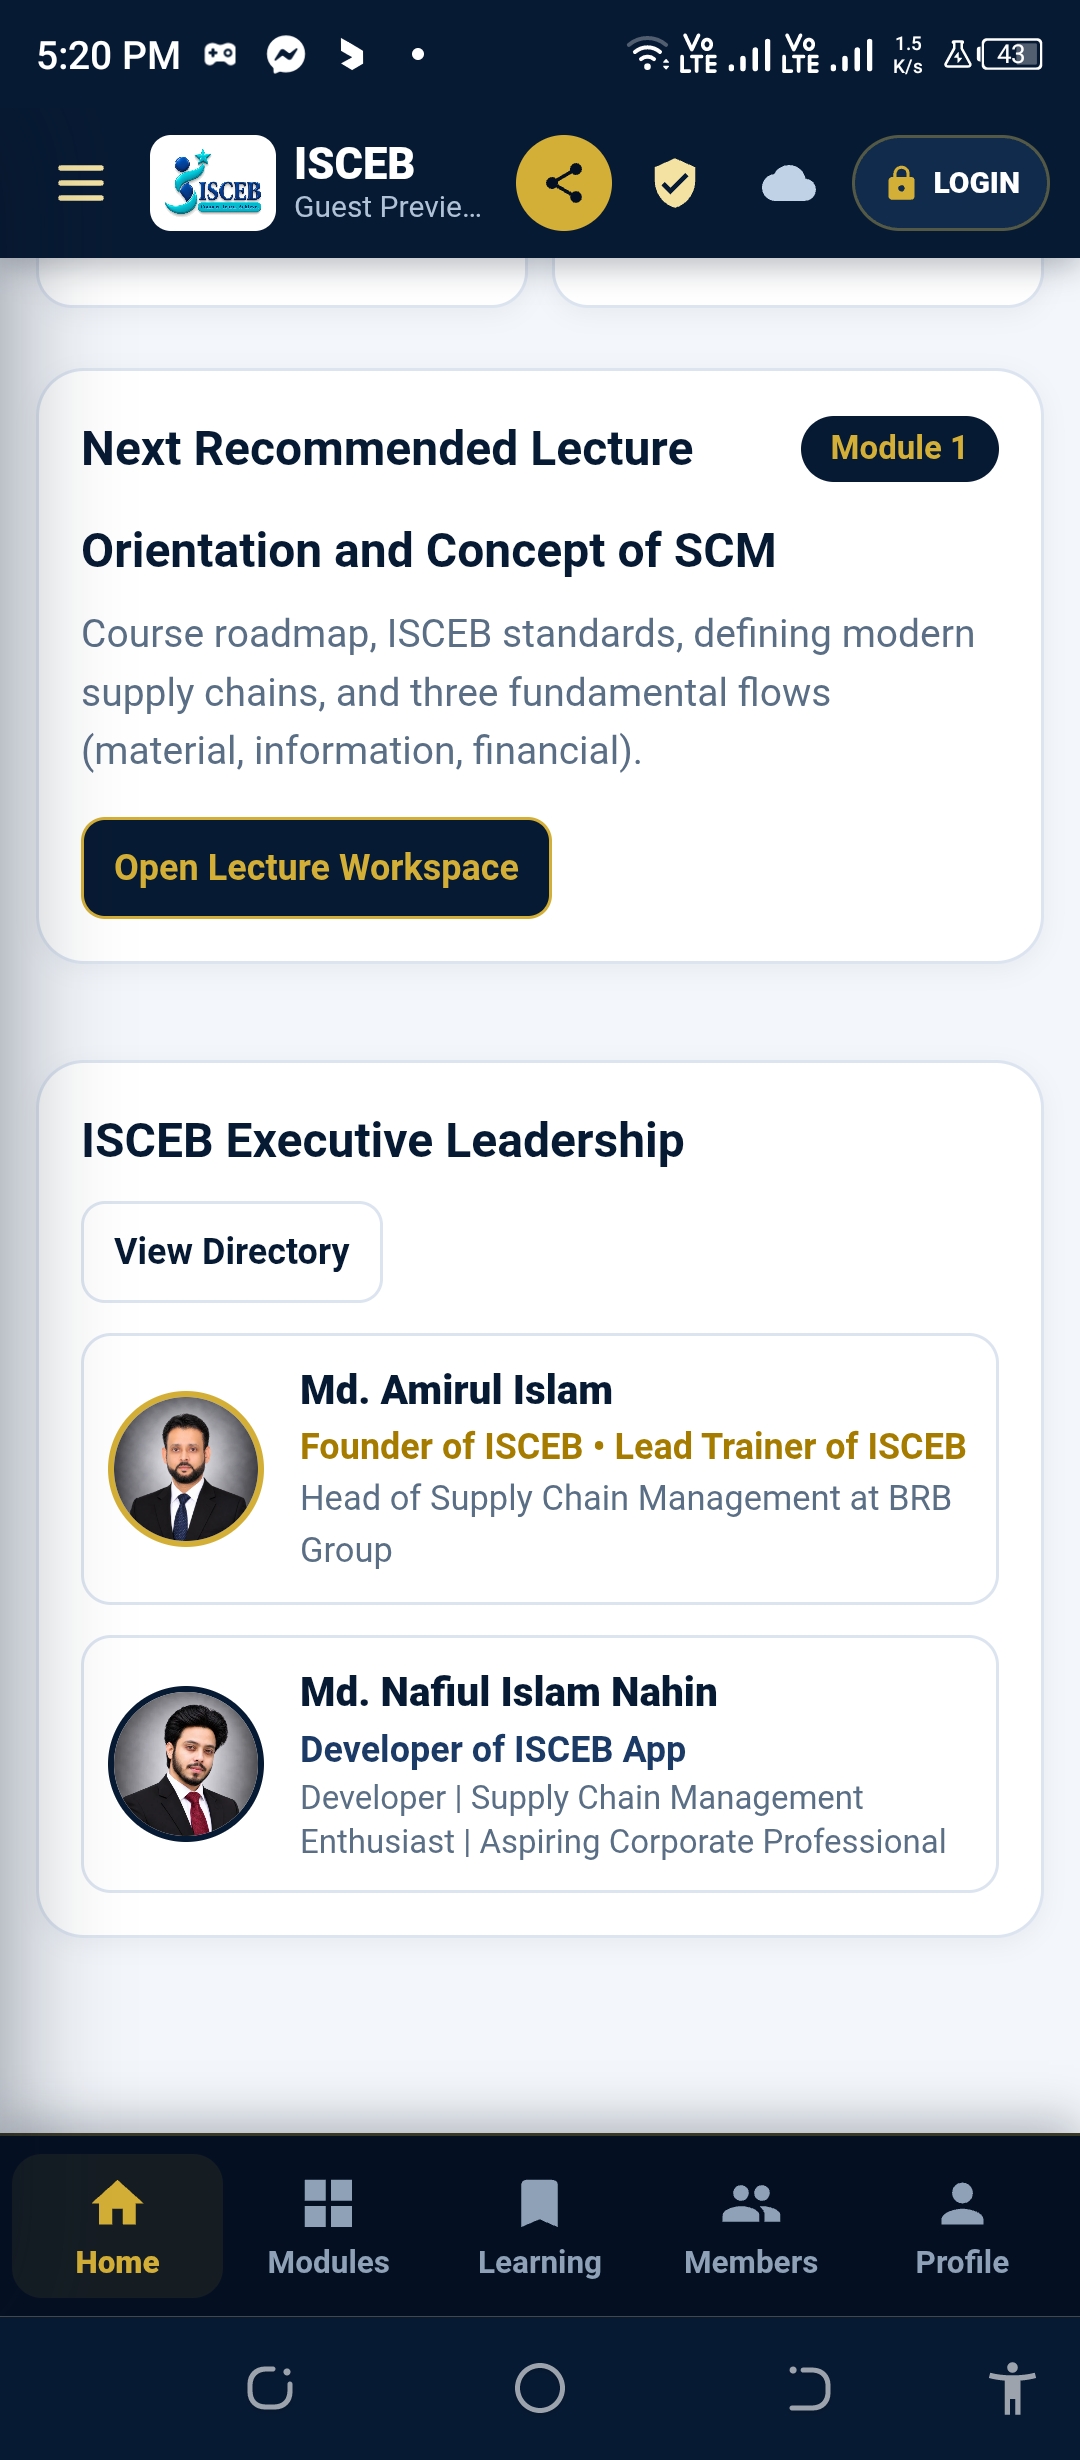 5:20 PM
Vo LTE
Vo LTE
1.5 K/s
43
ISCEB
ISCEB
Guest Previe...
LOGIN
Next Recommended Lecture
Module 1
Orientation and Concept of SCM
Course roadmap, ISCEB standards, defining modern
supply chains, and three fundamental flows
(material, information, financial).
Open Lecture Workspace
ISCEB Executive Leadership
View Directory
Md. Amirul Islam
Founder of ISCEB • Lead Trainer of ISCEB
Head of Supply Chain Management at BRB
Group
Md. Nafiul Islam Nahin
Developer of ISCEB App
Developer | Supply Chain Management
Enthusiast | Aspiring Corporate Professional
Home
Modules
Learning
Members
Profile